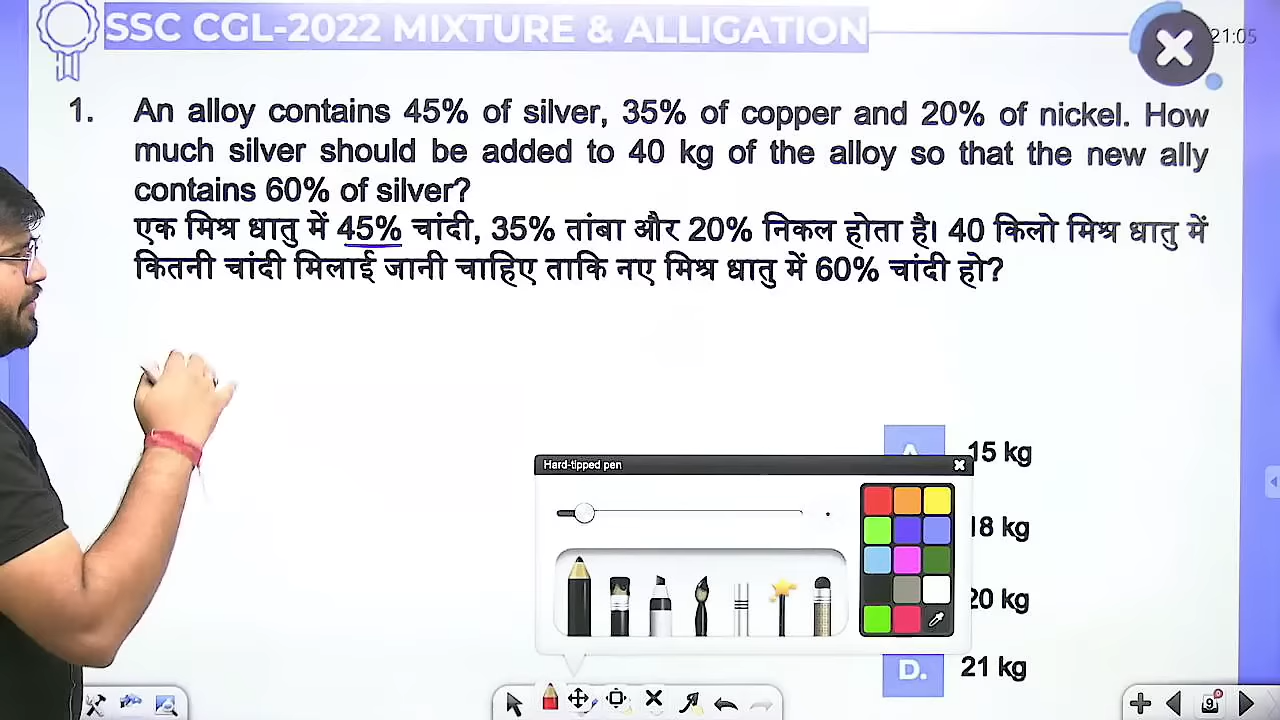 SSC CGL-2022 MIXTURE & ALLIGATION
21:05
1. An alloy contains 45% of silver, 35% of copper and 20% of nickel. How
much silver should be added to 40 kg of the alloy so that the new ally
contains 60% of silver?
एक मिश्र धातु में 45% चांदी, 35% तांबा और 20% निकल होता है। 40 किलो मिश्र धातु में
कितनी चांदी मिलाई जानी चाहिए ताकि नए मिश्र धातु में 60% चांदी हो?
A. 15 kg
Hard-tipped pen
18 kg
20 kg
D. 21 kg
9